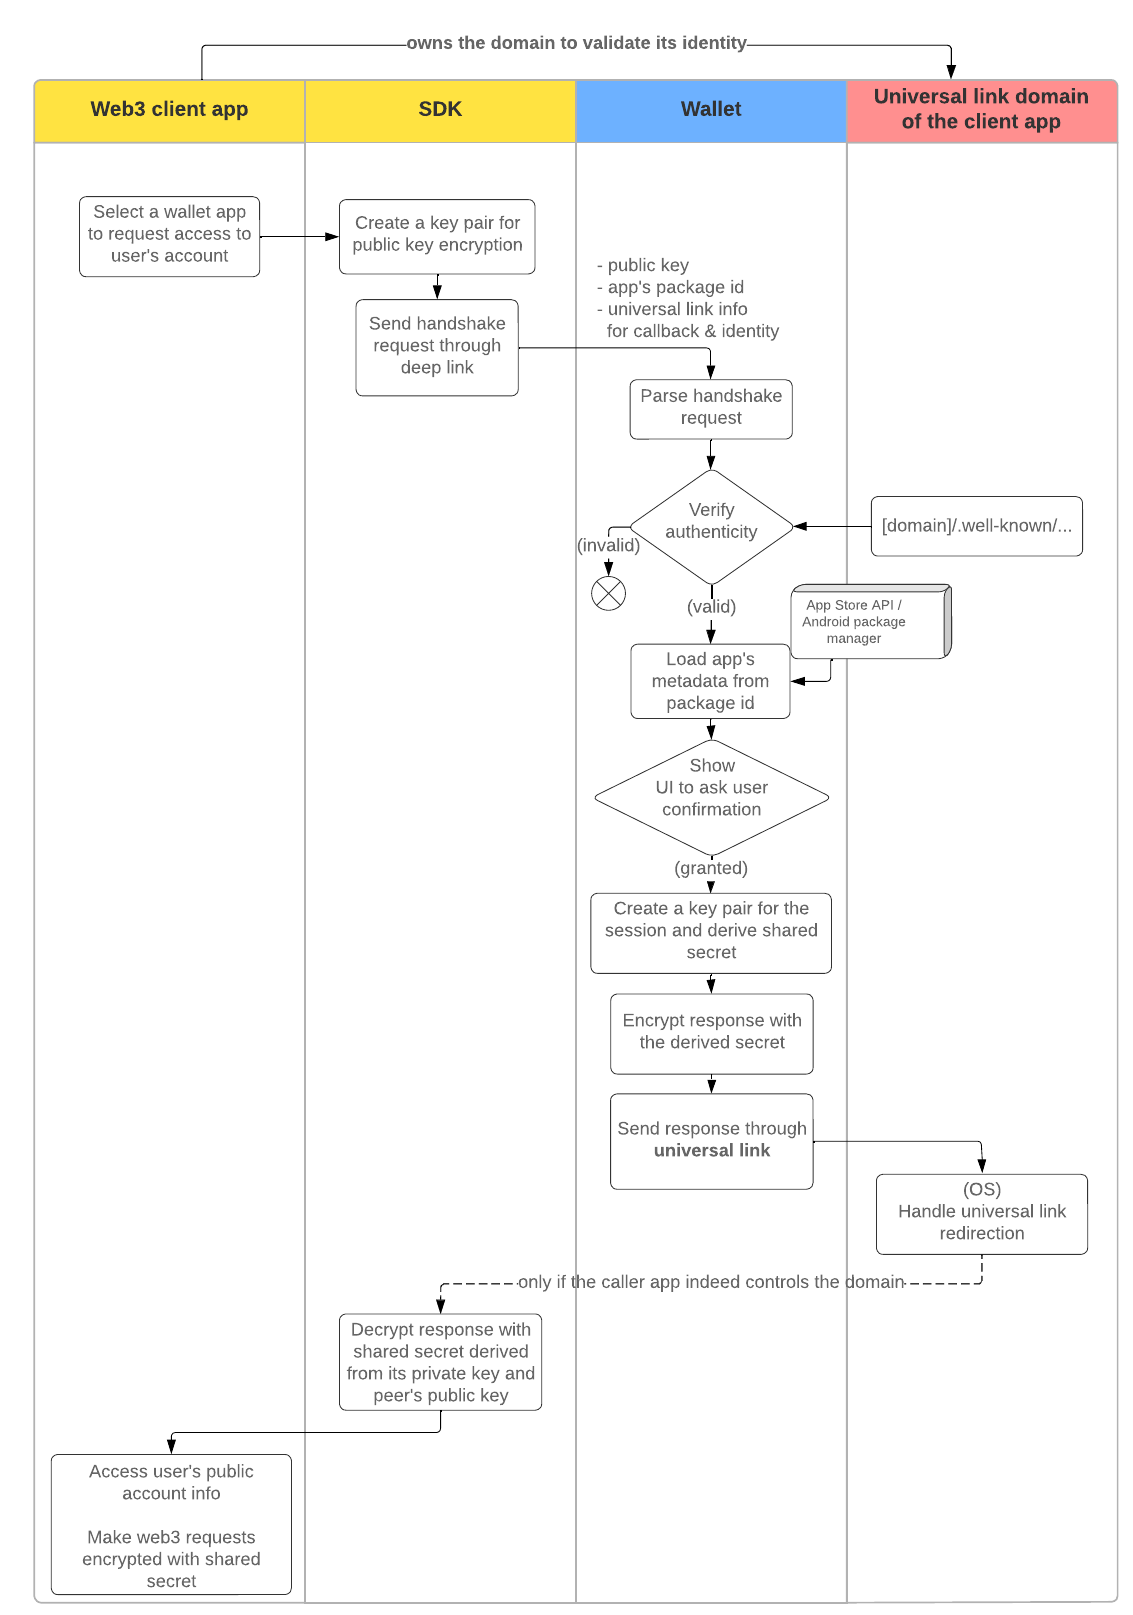 owns the domain to validate its identity
Web3 client app
SDK
Wallet
Universal link domain
of the client app
Select a wallet app
to request access to
user's account
Create a key pair for
public key encryption
- public key
- app's package id
- universal link info
for callback & identity
Send handshake
request through
deep link
Parse handshake
request
Verify
authenticity
[domain]/.well-known/...
(invalid)
(valid)
App Store API /
Android package
manager
Load app's
metadata from
package id
Show
UI to ask user
confirmation
(granted)
Create a key pair for the
session and derive shared
secret
Encrypt response with
the derived secret
Send response through
universal link
(OS)
Handle universal link
redirection
only if the caller app indeed controls the domain
Decrypt response with
shared secret derived
from its private key and
peer's public key
Access user's public
account info
Make web3 requests
encrypted with shared
secret